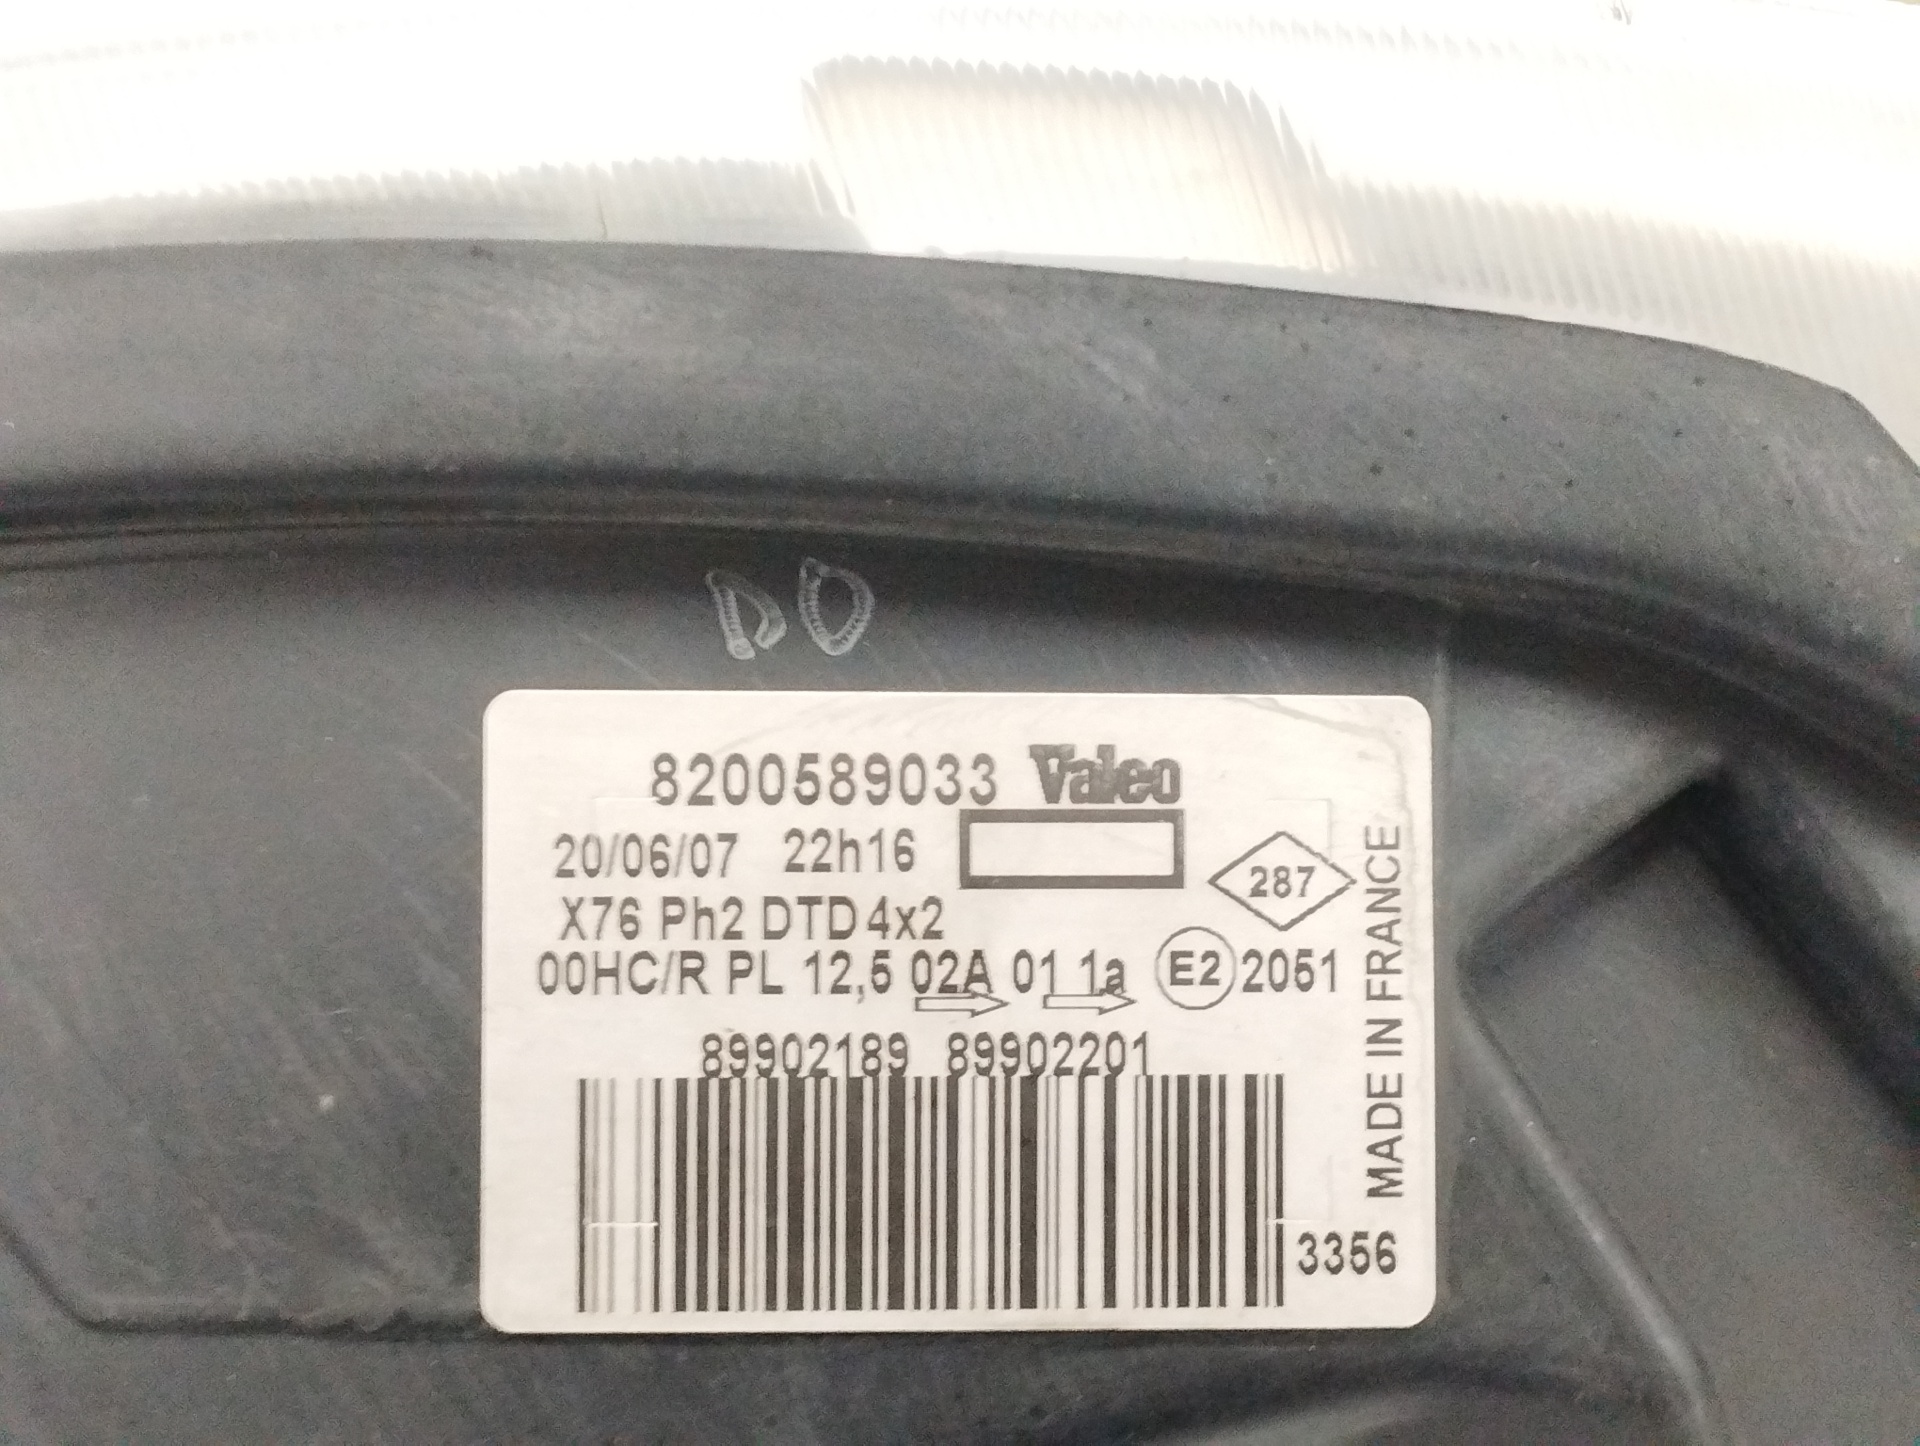 DO
8200589033 Valeo
20/06/07 22h16
287
X76 Ph2 DTD 4x2
00HC/R PL 12,5 02A 01 1a E2 2051
89902189 89902201
MADE IN FRANCE
3356